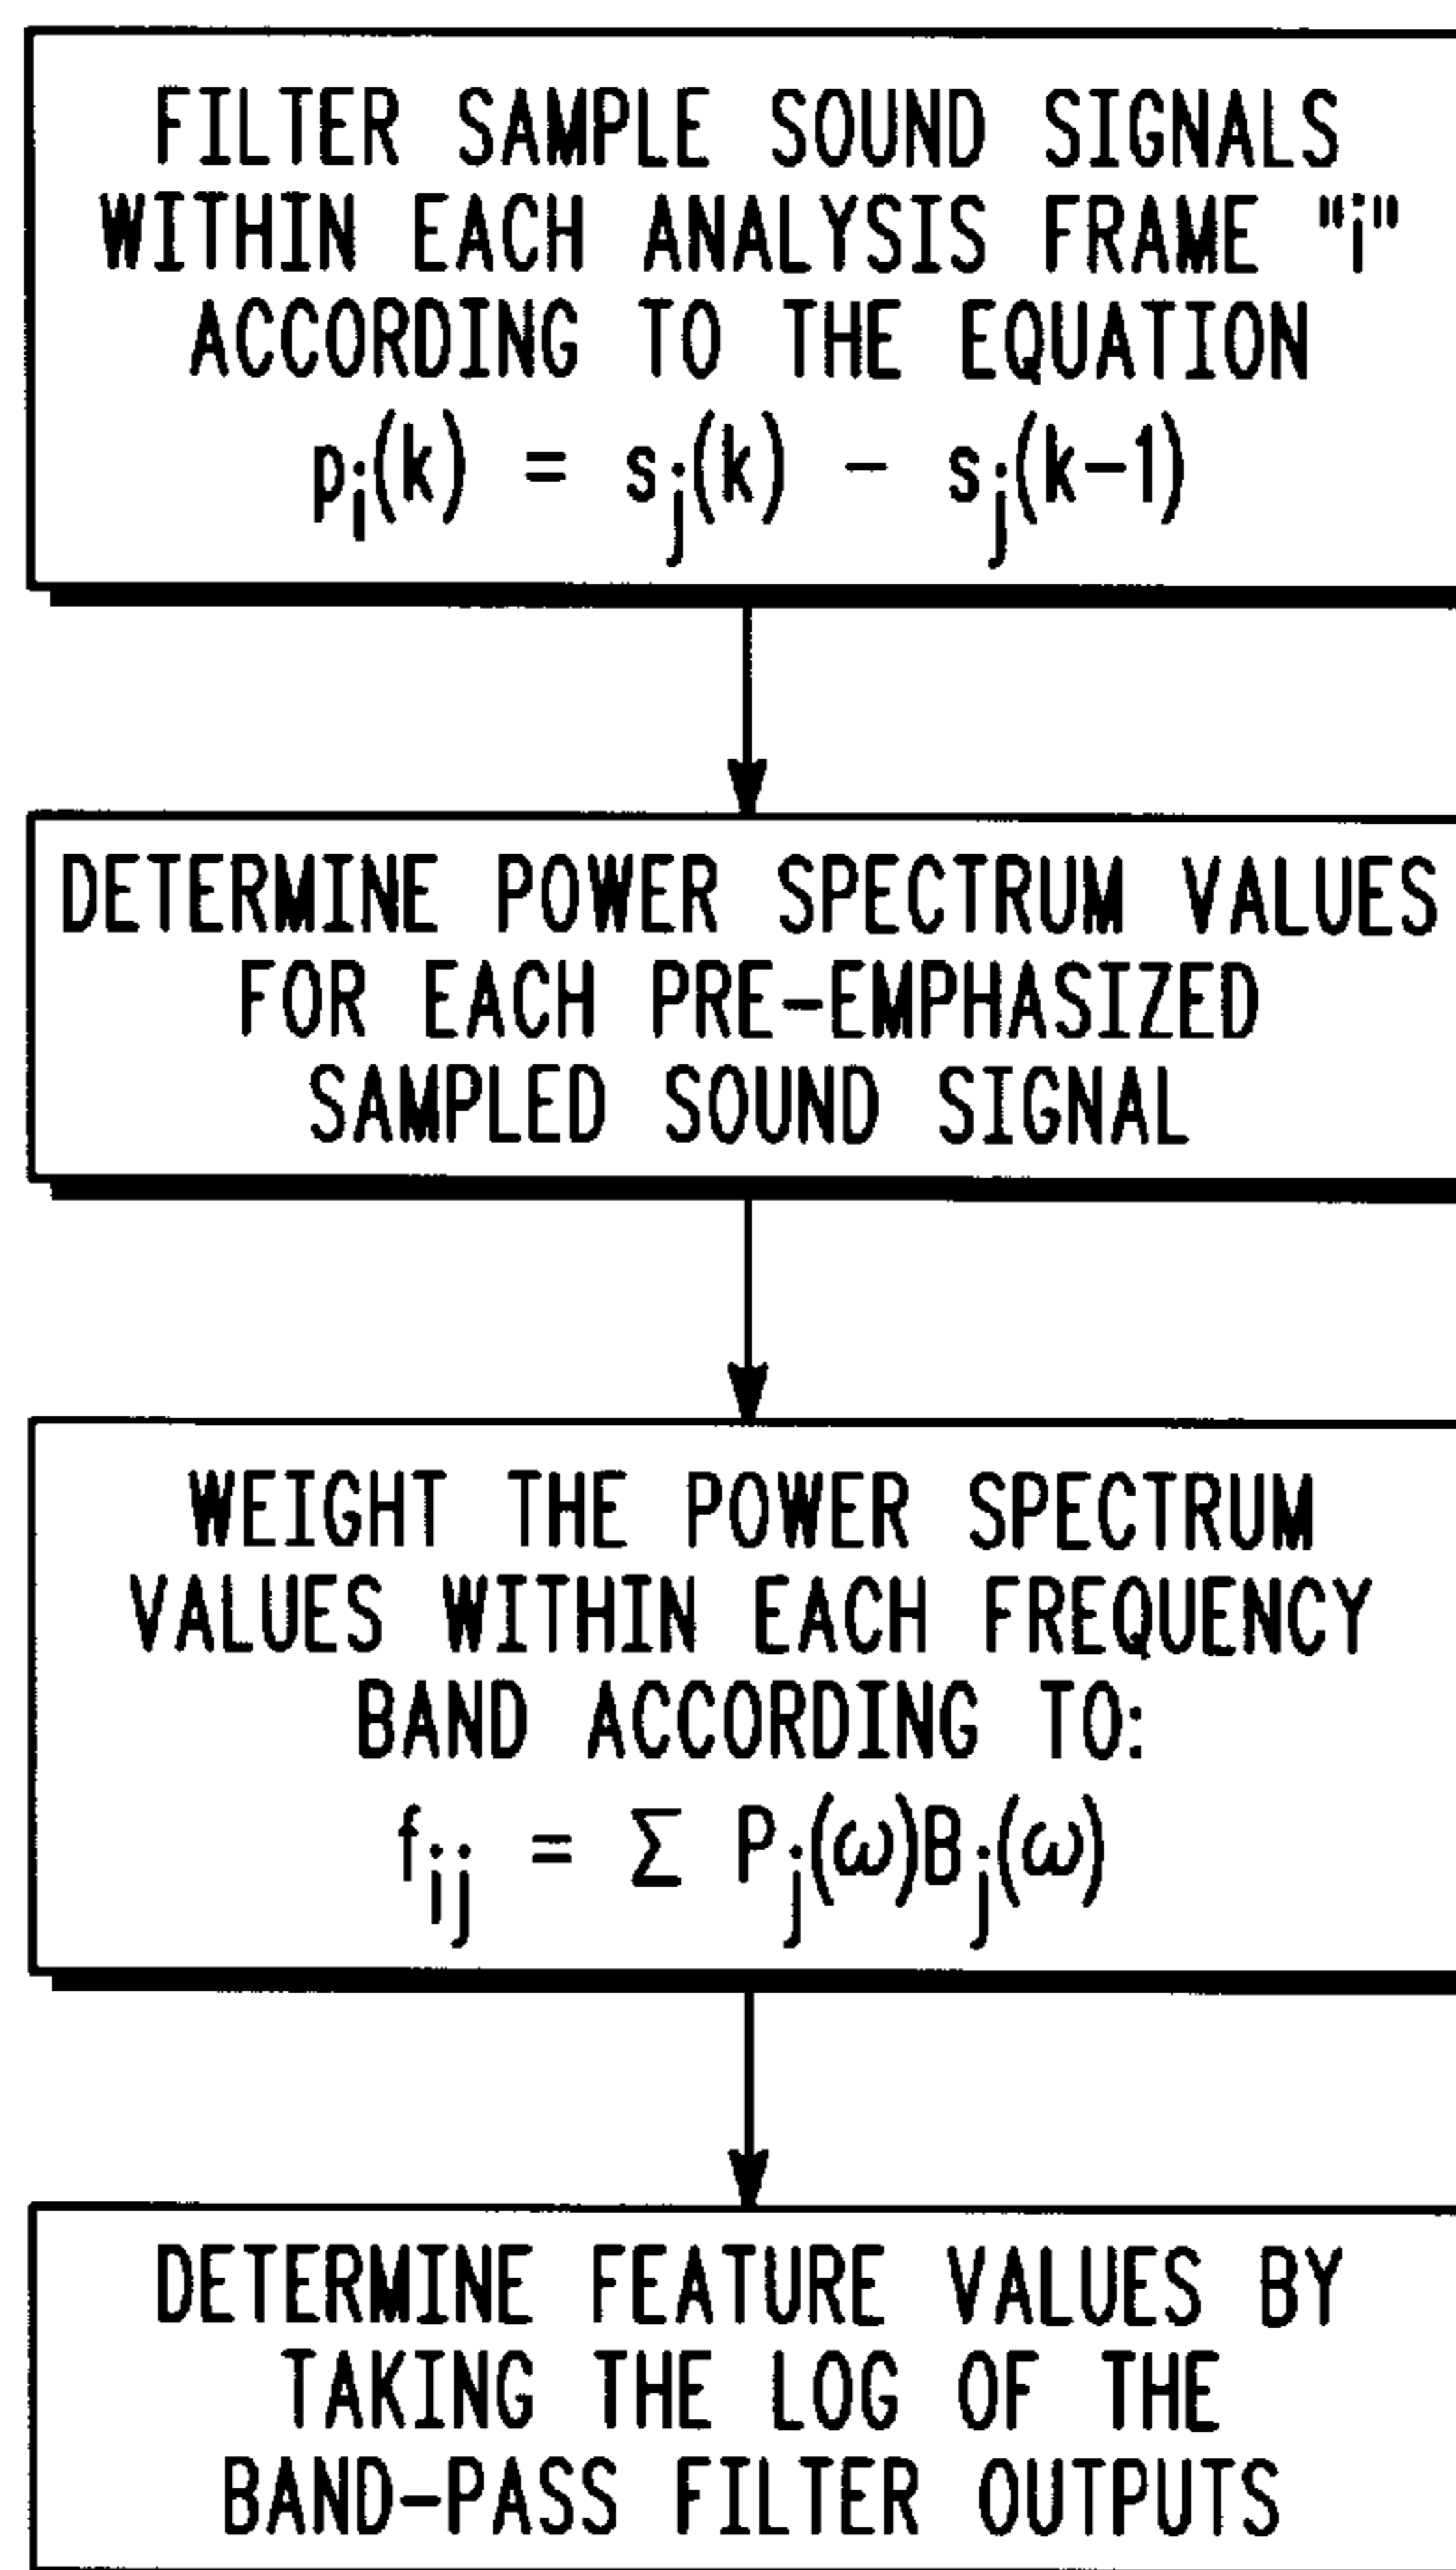 FILTER SAMPLE SOUND SIGNALS
WITHIN EACH ANALYSIS FRAME "i"
ACCORDING TO THE EQUATION
pᵢ(k) = sⱼ(k) − sⱼ(k−1)
DETERMINE POWER SPECTRUM VALUES
FOR EACH PRE-EMPHASIZED
SAMPLED SOUND SIGNAL
WEIGHT THE POWER SPECTRUM
VALUES WITHIN EACH FREQUENCY
BAND ACCORDING TO:
fᵢⱼ = Σ Pⱼ(ω)Bⱼ(ω)
DETERMINE FEATURE VALUES BY
TAKING THE LOG OF THE
BAND-PASS FILTER OUTPUTS